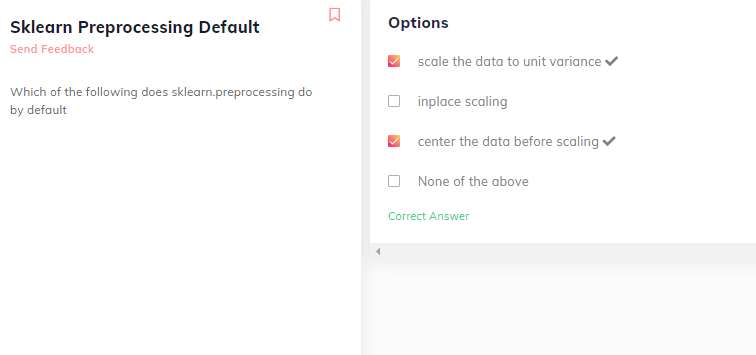 Sklearn Preprocessing Default
Send Feedback
Which of the following does sklearn.preprocessing do
by default
Options
scale the data to unit variance
inplace scaling
center the data before scaling
None of the above
Correct Answer